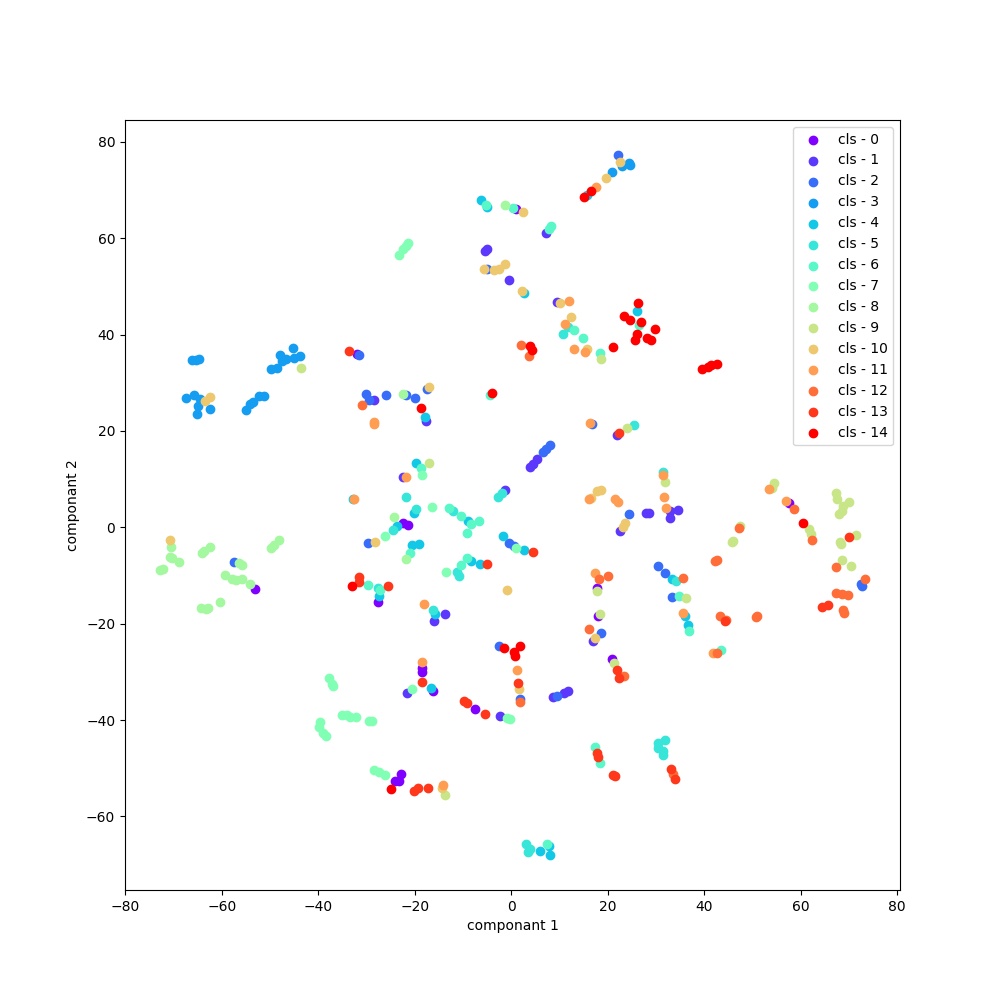 80
60
40
20
0
−20
−40
−60
componant 2
−80
−60
−40
−20
0
20
40
60
80
componant 1
cls - 0
cls - 1
cls - 2
cls - 3
cls - 4
cls - 5
cls - 6
cls - 7
cls - 8
cls - 9
cls - 10
cls - 11
cls - 12
cls - 13
cls - 14